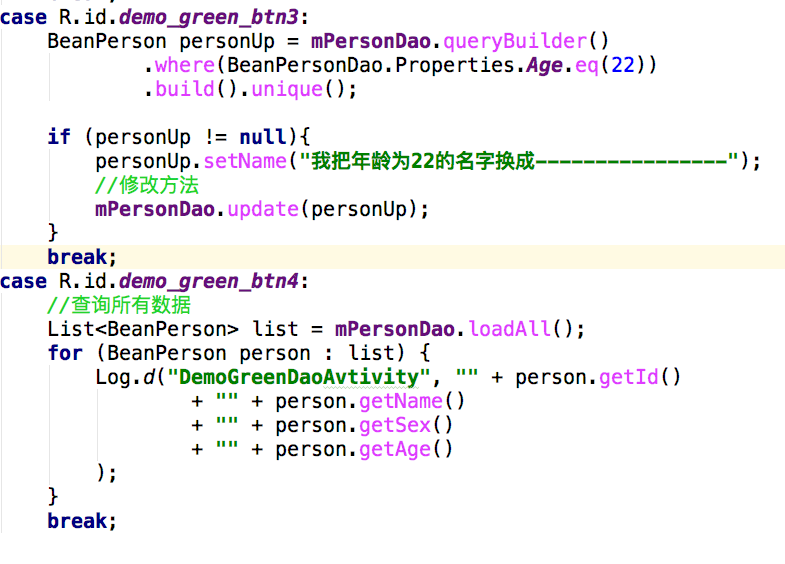 case R.id.demo_green_btn3:
    BeanPerson personUp = mPersonDao.queryBuilder()
            .where(BeanPersonDao.Properties.Age.eq(22))
            .build().unique();
    if (personUp != null){
        personUp.setName("我把年龄为22的名字换成----------------");
        //修改方法
        mPersonDao.update(personUp);
    }
    break;
case R.id.demo_green_btn4:
    //查询所有数据
    List<BeanPerson> list = mPersonDao.loadAll();
    for (BeanPerson person : list) {
        Log.d("DemoGreenDaoAvtivity", "" + person.getId()
                + "" + person.getName()
                + "" + person.getSex()
                + "" + person.getAge()
        );
    }
    break;